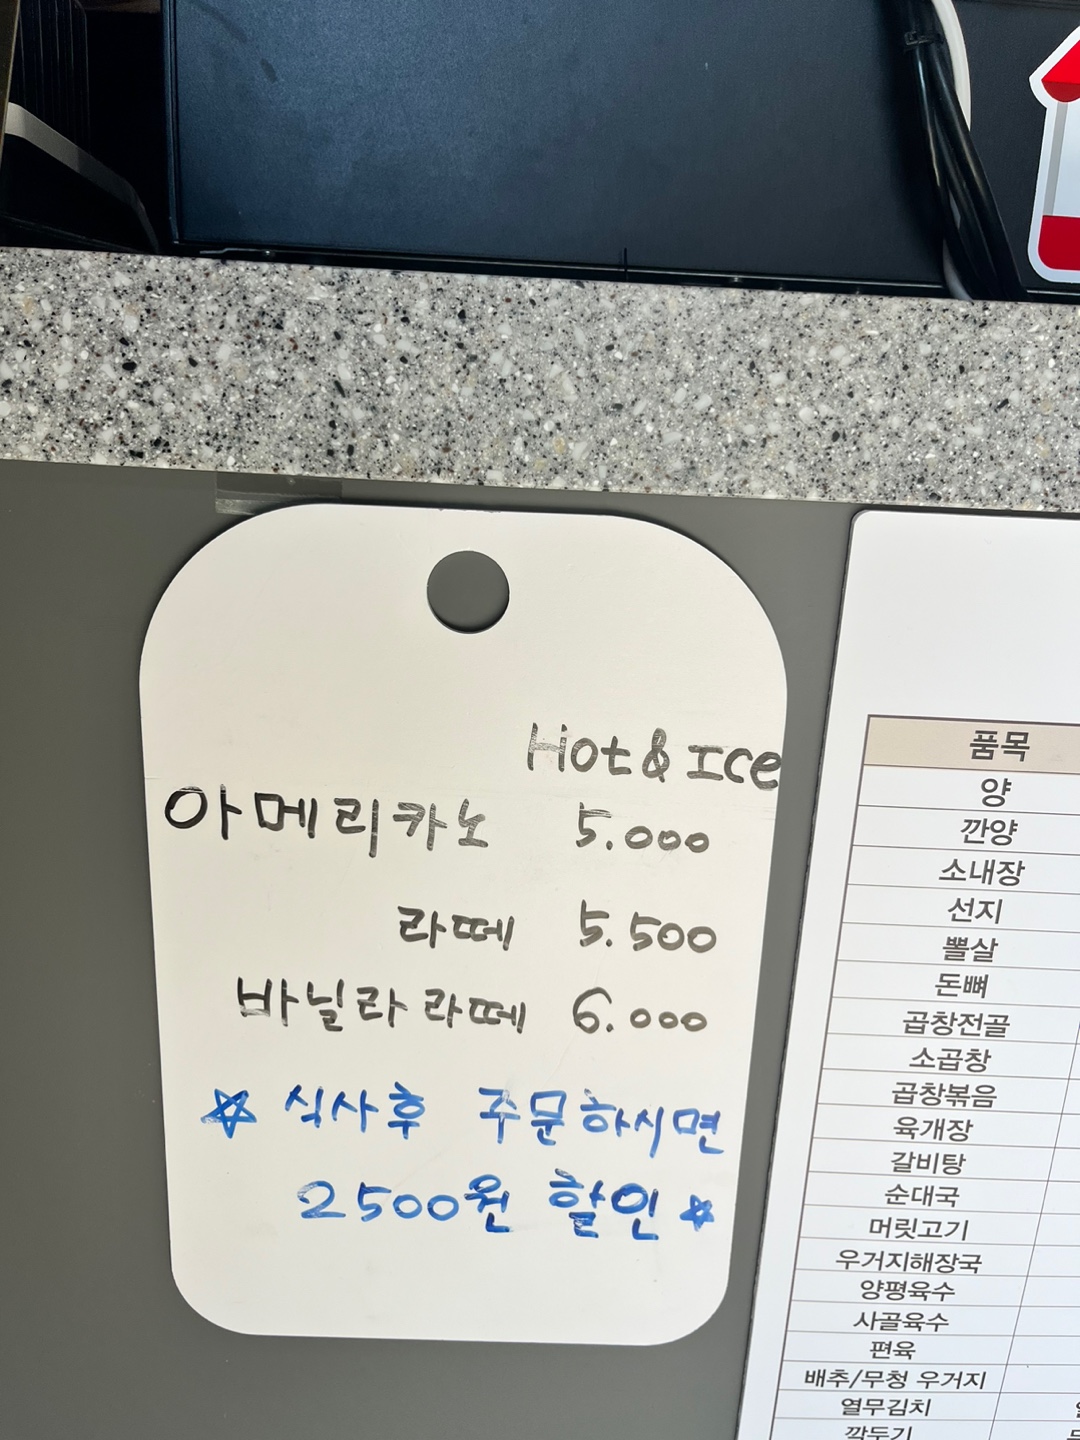 Hot & Ice
아메리카노 5.000
라떼 5.500
바닐라 라떼 6.000
☆ 식사후 주문하시면
2500원 할인 ☆
품목
양
깐양
소내장
선지
뽈살
돈뼈
곱창전골
소곱창
곱창볶음
육개장
갈비탕
순대국
머릿고기
우거지해장국
양평육수
사골육수
편육
배추/무청 우거지
열무김치
깍두기